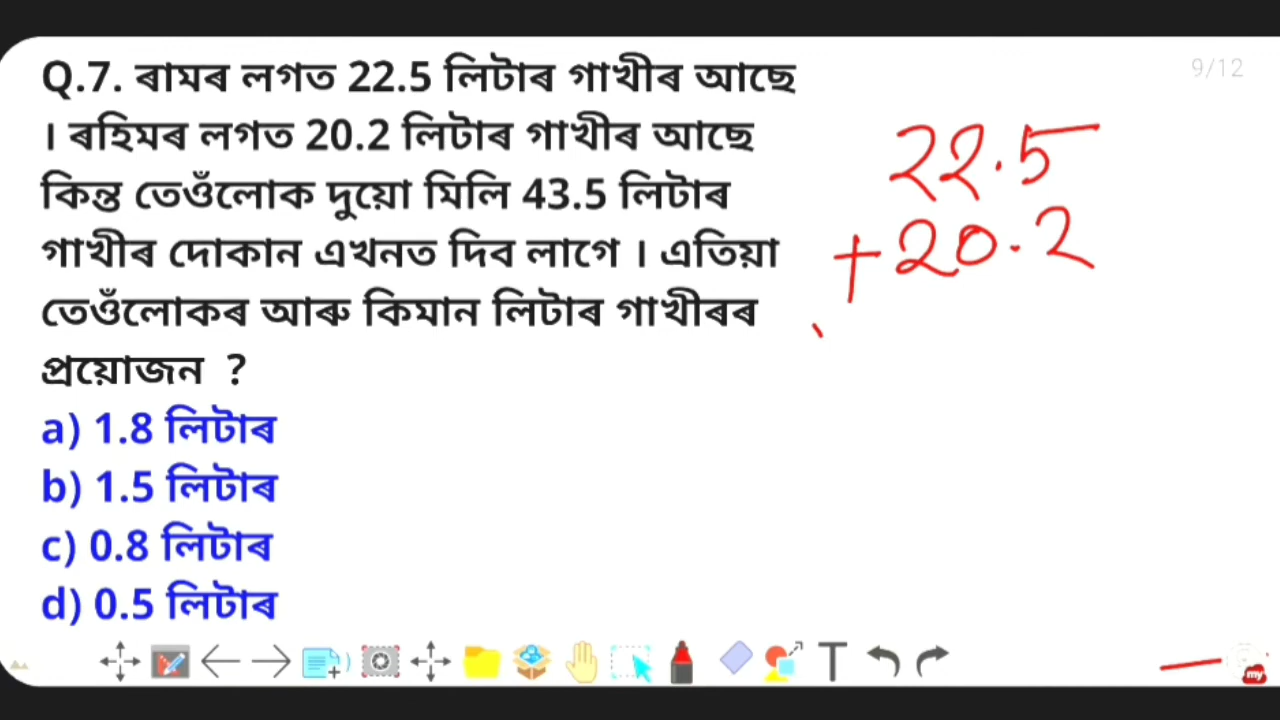 Q.7. ৰামৰ লগত 22.5 লিটাৰ গাখীৰ আছে
। ৰহিমৰ লগত 20.2 লিটাৰ গাখীৰ আছে
কিন্ত তেওঁলোক দুয়ো মিলি 43.5 লিটাৰ
গাখীৰ দোকান এখনত দিব লাগে । এতিয়া
তেওঁলোকৰ আৰু কিমান লিটাৰ গাখীৰৰ
প্ৰয়োজন ?
a) 1.8 লিটাৰ
b) 1.5 লিটাৰ
c) 0.8 লিটাৰ
d) 0.5 লিটাৰ
9/12
22.5
+20.2
T
my